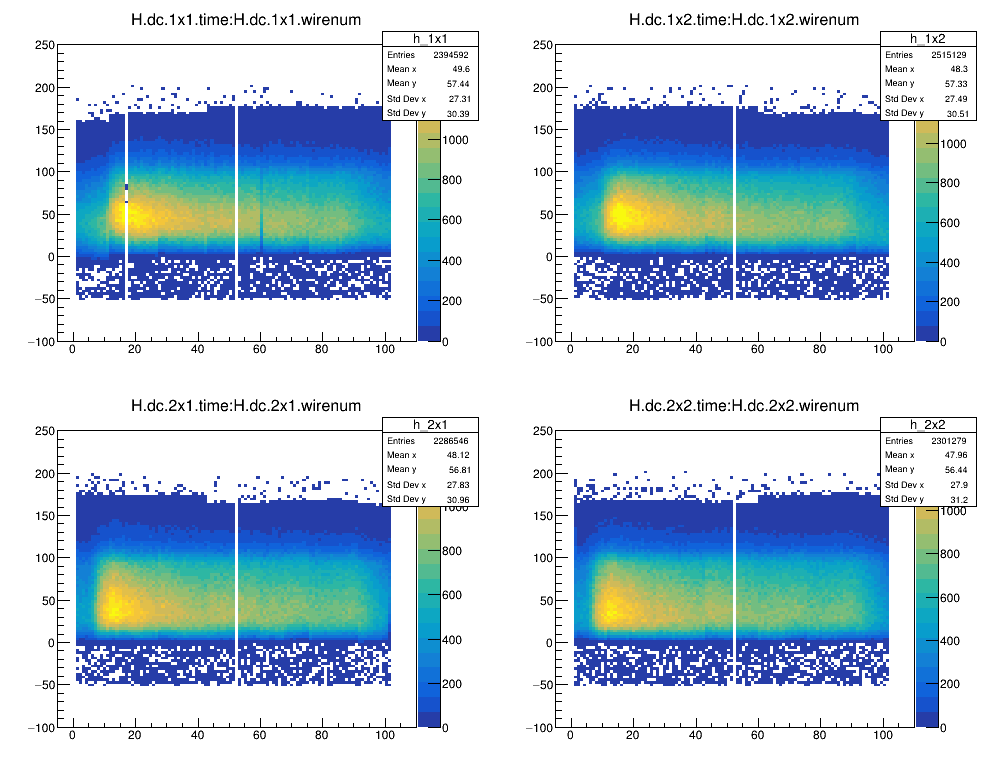 H.dc.1x1.time:H.dc.1x1.wirenum
h_1x1
Entries 2394592
Mean x 49.6
Mean y 57.44
Std Dev x 27.31
Std Dev y 30.39
250
200
150
100
50
0
−50
−100
0 20 40 60 80 100
1000
800
600
400
200
0
H.dc.1x2.time:H.dc.1x2.wirenum
h_1x2
Entries 2515129
Mean x 48.3
Mean y 57.33
Std Dev x 27.49
Std Dev y 30.51
250
200
150
100
50
0
−50
−100
0 20 40 60 80 100
1000
800
600
400
200
0
H.dc.2x1.time:H.dc.2x1.wirenum
h_2x1
Entries 2286546
Mean x 48.12
Mean y 56.81
Std Dev x 27.83
Std Dev y 30.96
250
200
150
100
50
0
−50
−100
0 20 40 60 80 100
1000
800
600
400
200
0
H.dc.2x2.time:H.dc.2x2.wirenum
h_2x2
Entries 2301279
Mean x 47.96
Mean y 56.44
Std Dev x 27.9
Std Dev y 31.2
250
200
150
100
50
0
−50
−100
0 20 40 60 80 100
1000
800
600
400
200
0